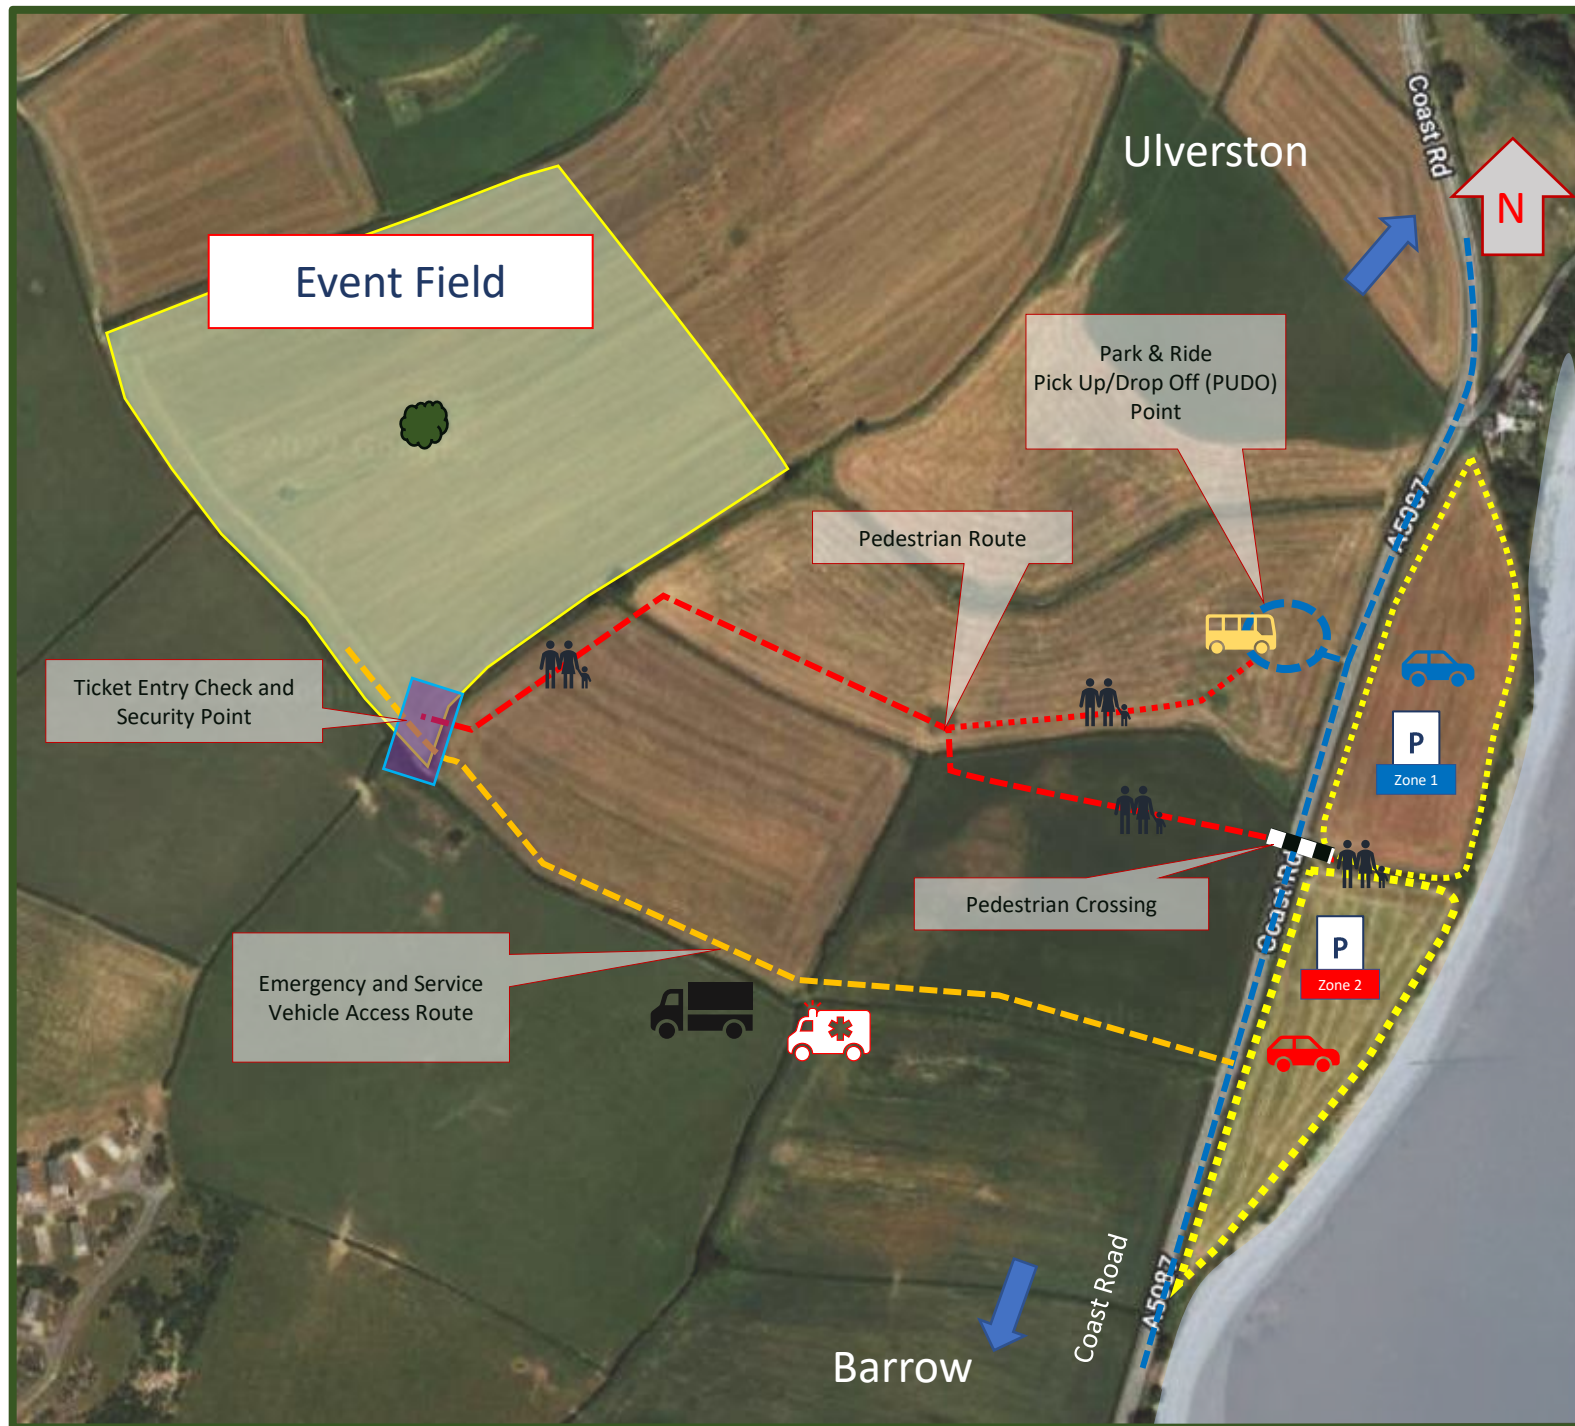 Ulverston
Coast Rd
N
Event Field
Park & Ride
Pick Up/Drop Off (PUDO)
Point
A5087
Pedestrian Route
Ticket Entry Check and
Security Point
P
Zone 1
Pedestrian Crossing
Coast Rd
P
Zone 2
Emergency and Service
Vehicle Access Route
Coast Road
A5087
Barrow